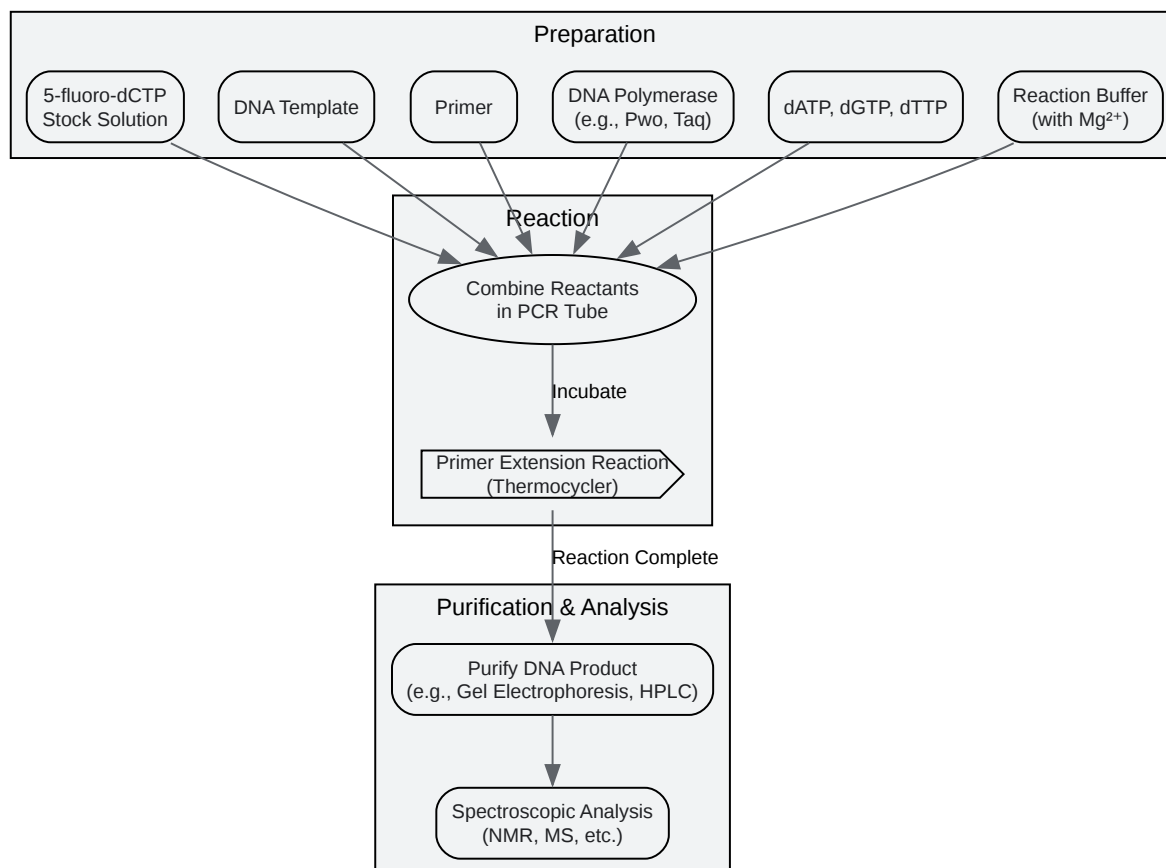 Preparation
5-fluoro-dCTP
Stock Solution
DNA Template
Primer
DNA Polymerase
(e.g., Pwo, Taq)
dATP, dGTP, dTTP
Reaction Buffer
(with Mg²⁺)
Reaction
Combine Reactants
in PCR Tube
Incubate
Primer Extension Reaction
(Thermocycler)
Reaction Complete
Purification & Analysis
Purify DNA Product
(e.g., Gel Electrophoresis, HPLC)
Spectroscopic Analysis
(NMR, MS, etc.)